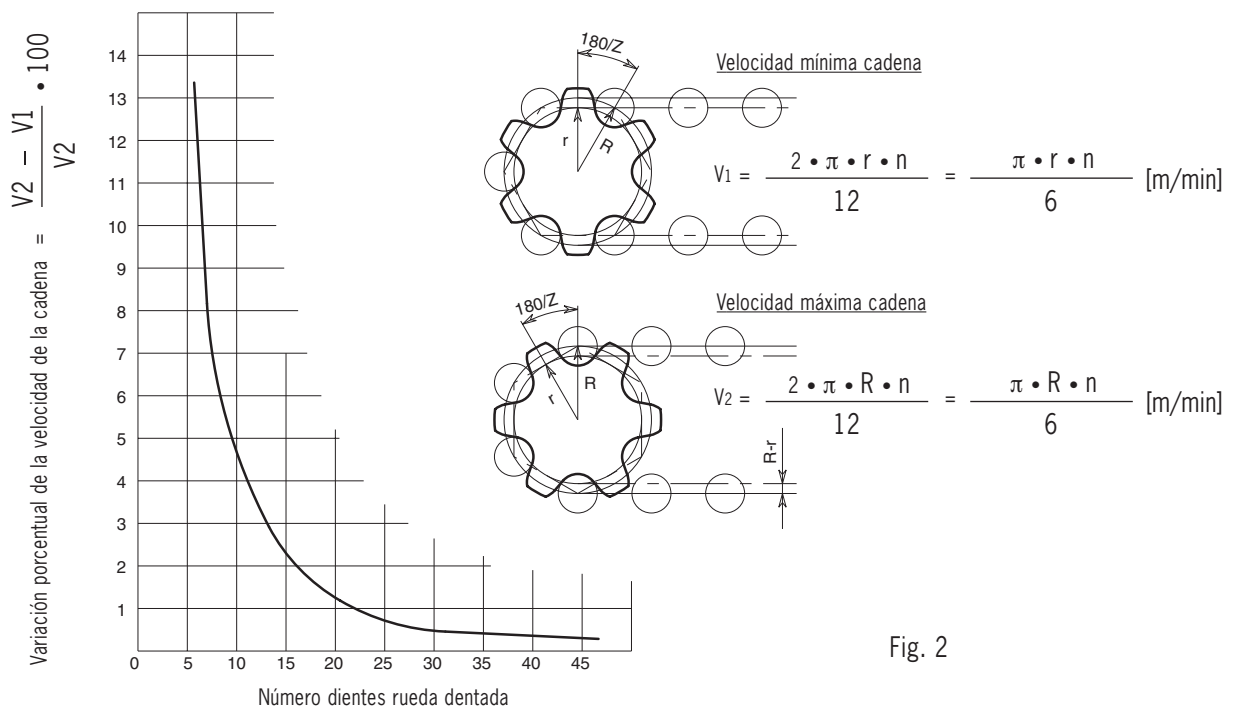 Variación porcentual de la velocidad de la cadena = V2 – V1 / V2 • 100
14
13
12
11
10
9
8
7
6
5
4
3
2
1
0 5 10 15 20 25 30 35 40 45
Número dientes rueda dentada
180/Z
r
R
Velocidad mínima cadena
V1 = 2 • π • r • n / 12 = π • r • n / 6 [m/min]
180/Z
r
R
Velocidad máxima cadena
V2 = 2 • π • R • n / 12 = π • R • n / 6 [m/min]
R-r
Fig. 2